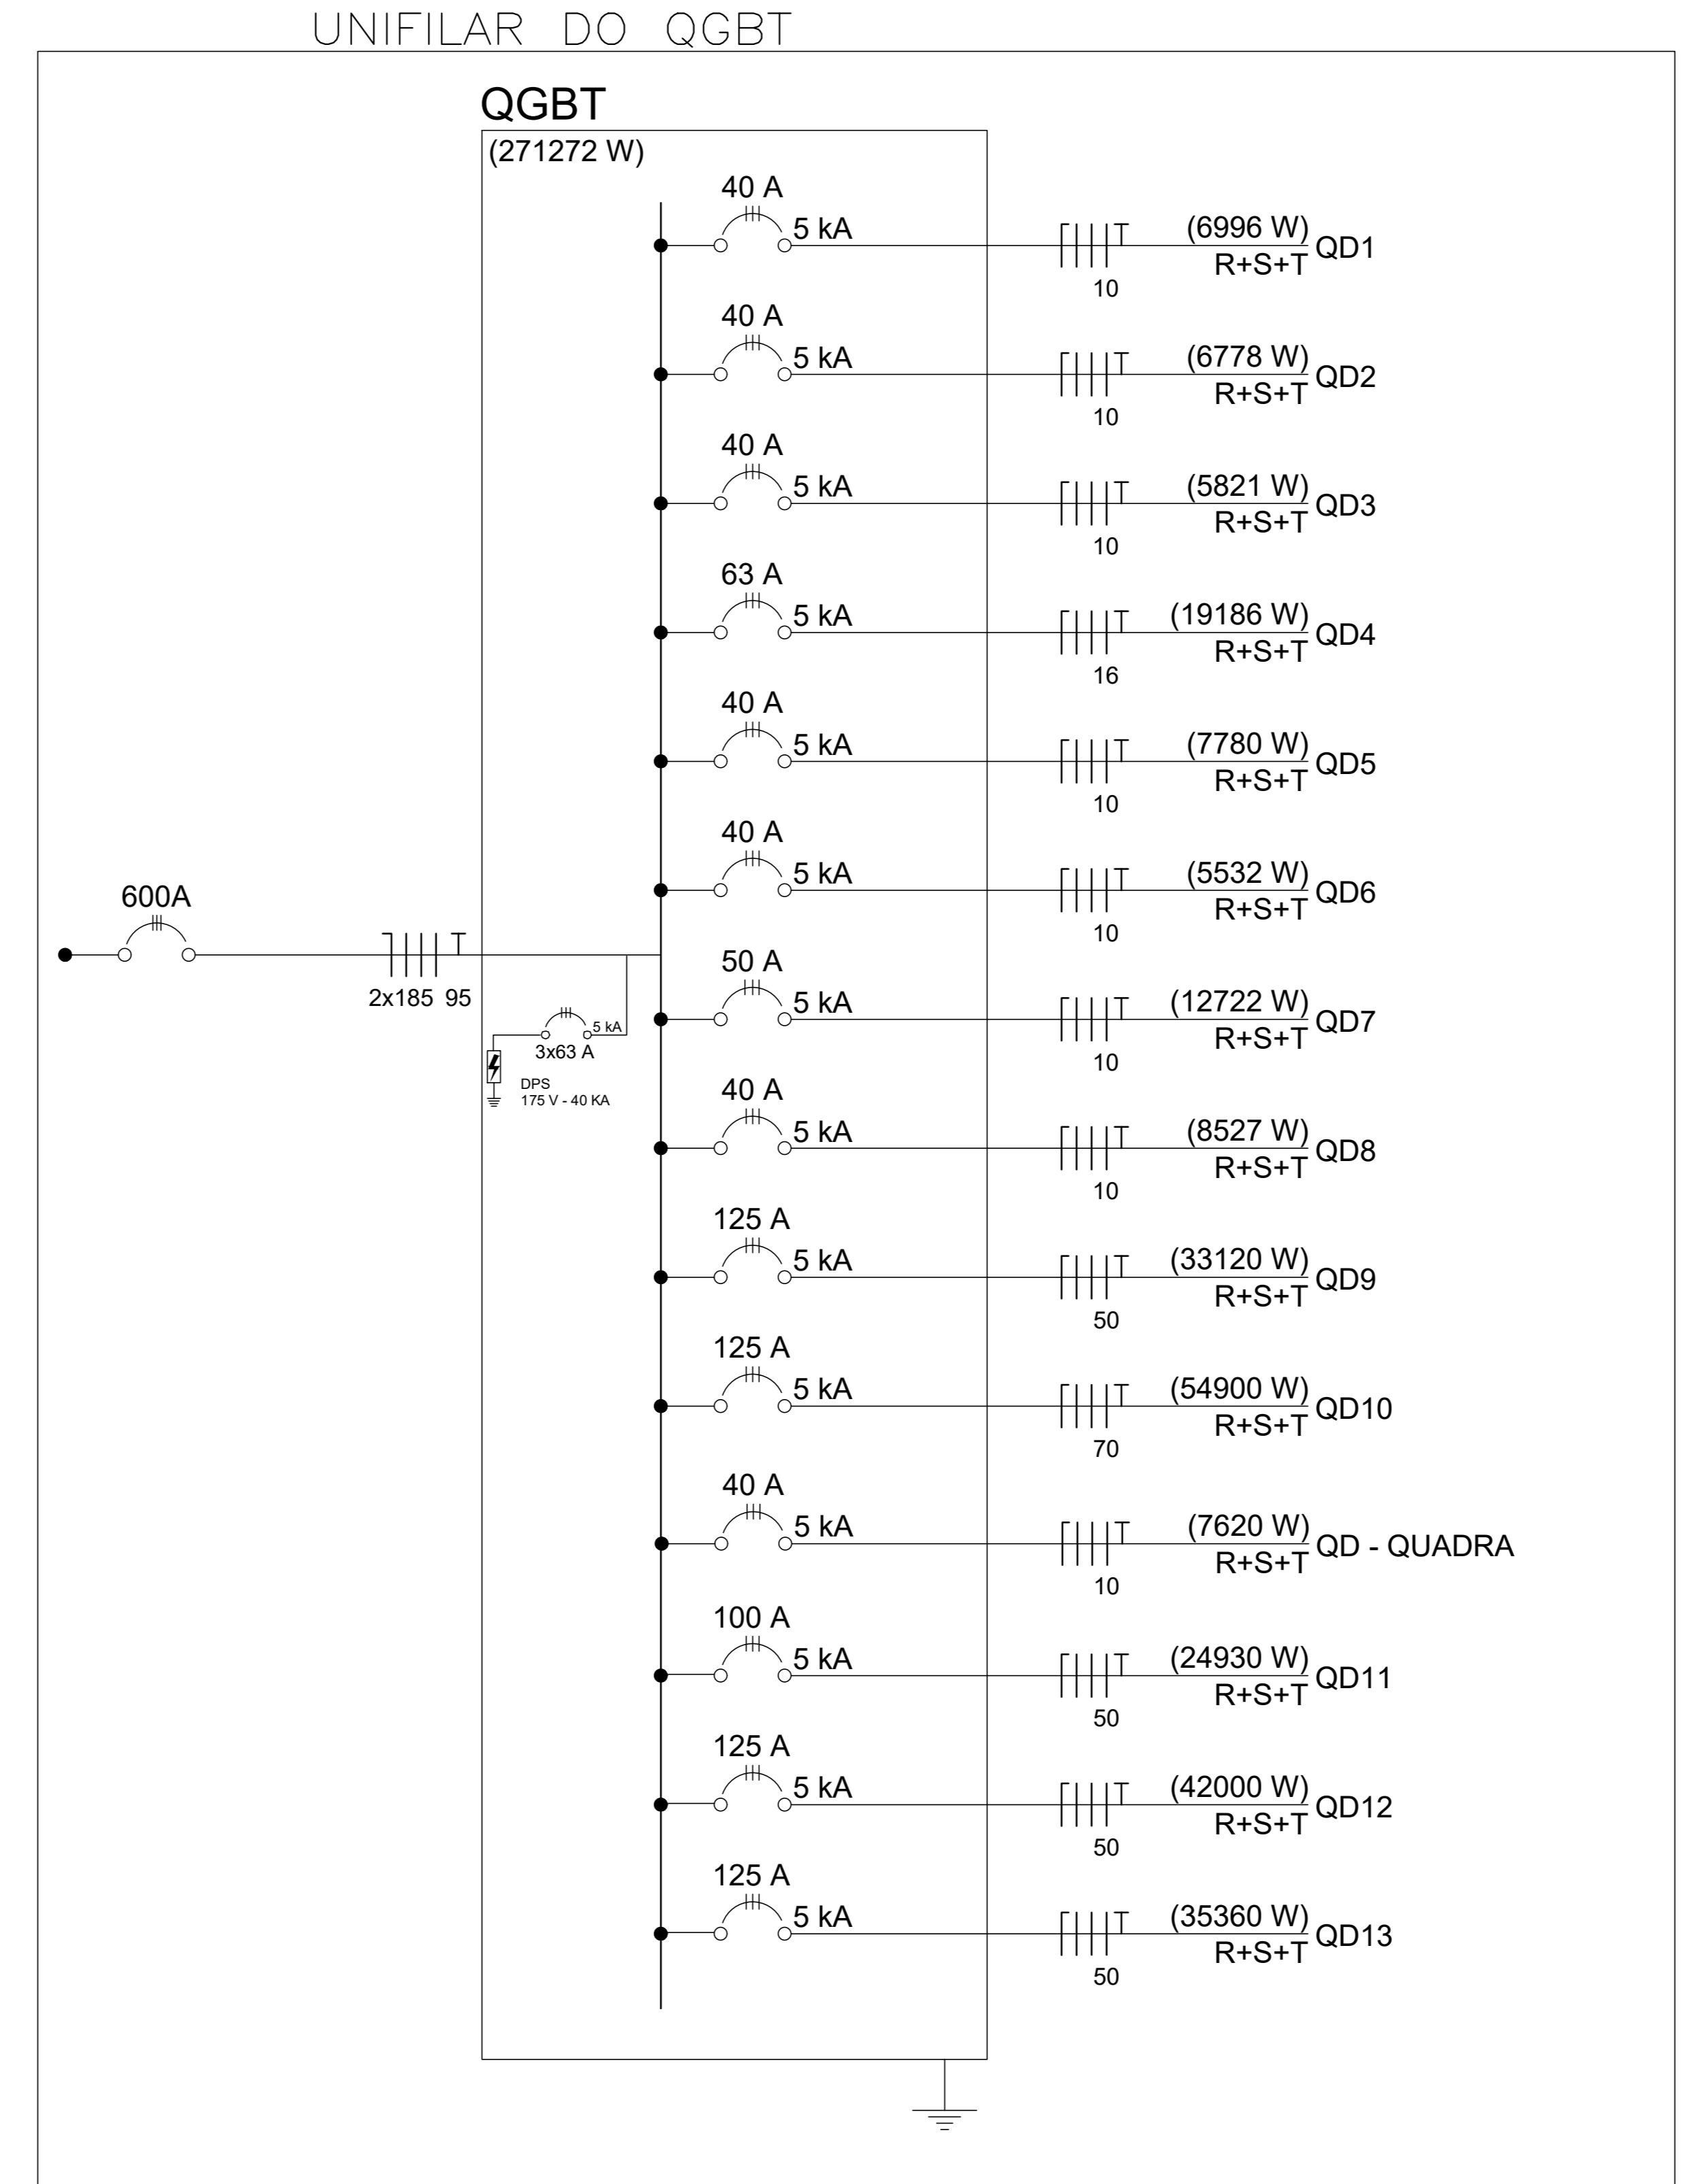 UNIFILAR DO QGBT
QGBT
(271272 W)
40 A
5 kA
10
(6996 W)
R+S+T
QD1
40 A
5 kA
10
(6778 W)
R+S+T
QD2
40 A
5 kA
10
(5821 W)
R+S+T
QD3
63 A
5 kA
16
(19186 W)
R+S+T
QD4
40 A
5 kA
10
(7780 W)
R+S+T
QD5
40 A
5 kA
10
(5532 W)
R+S+T
QD6
600A
2x185 95
5 kA
3x63 A
DPS
175 V - 40 KA
50 A
5 kA
10
(12722 W)
R+S+T
QD7
40 A
5 kA
10
(8527 W)
R+S+T
QD8
125 A
5 kA
50
(33120 W)
R+S+T
QD9
125 A
5 kA
70
(54900 W)
R+S+T
QD10
40 A
5 kA
10
(7620 W)
R+S+T
QD - QUADRA
100 A
5 kA
50
(24930 W)
R+S+T
QD11
125 A
5 kA
50
(42000 W)
R+S+T
QD12
125 A
5 kA
50
(35360 W)
R+S+T
QD13